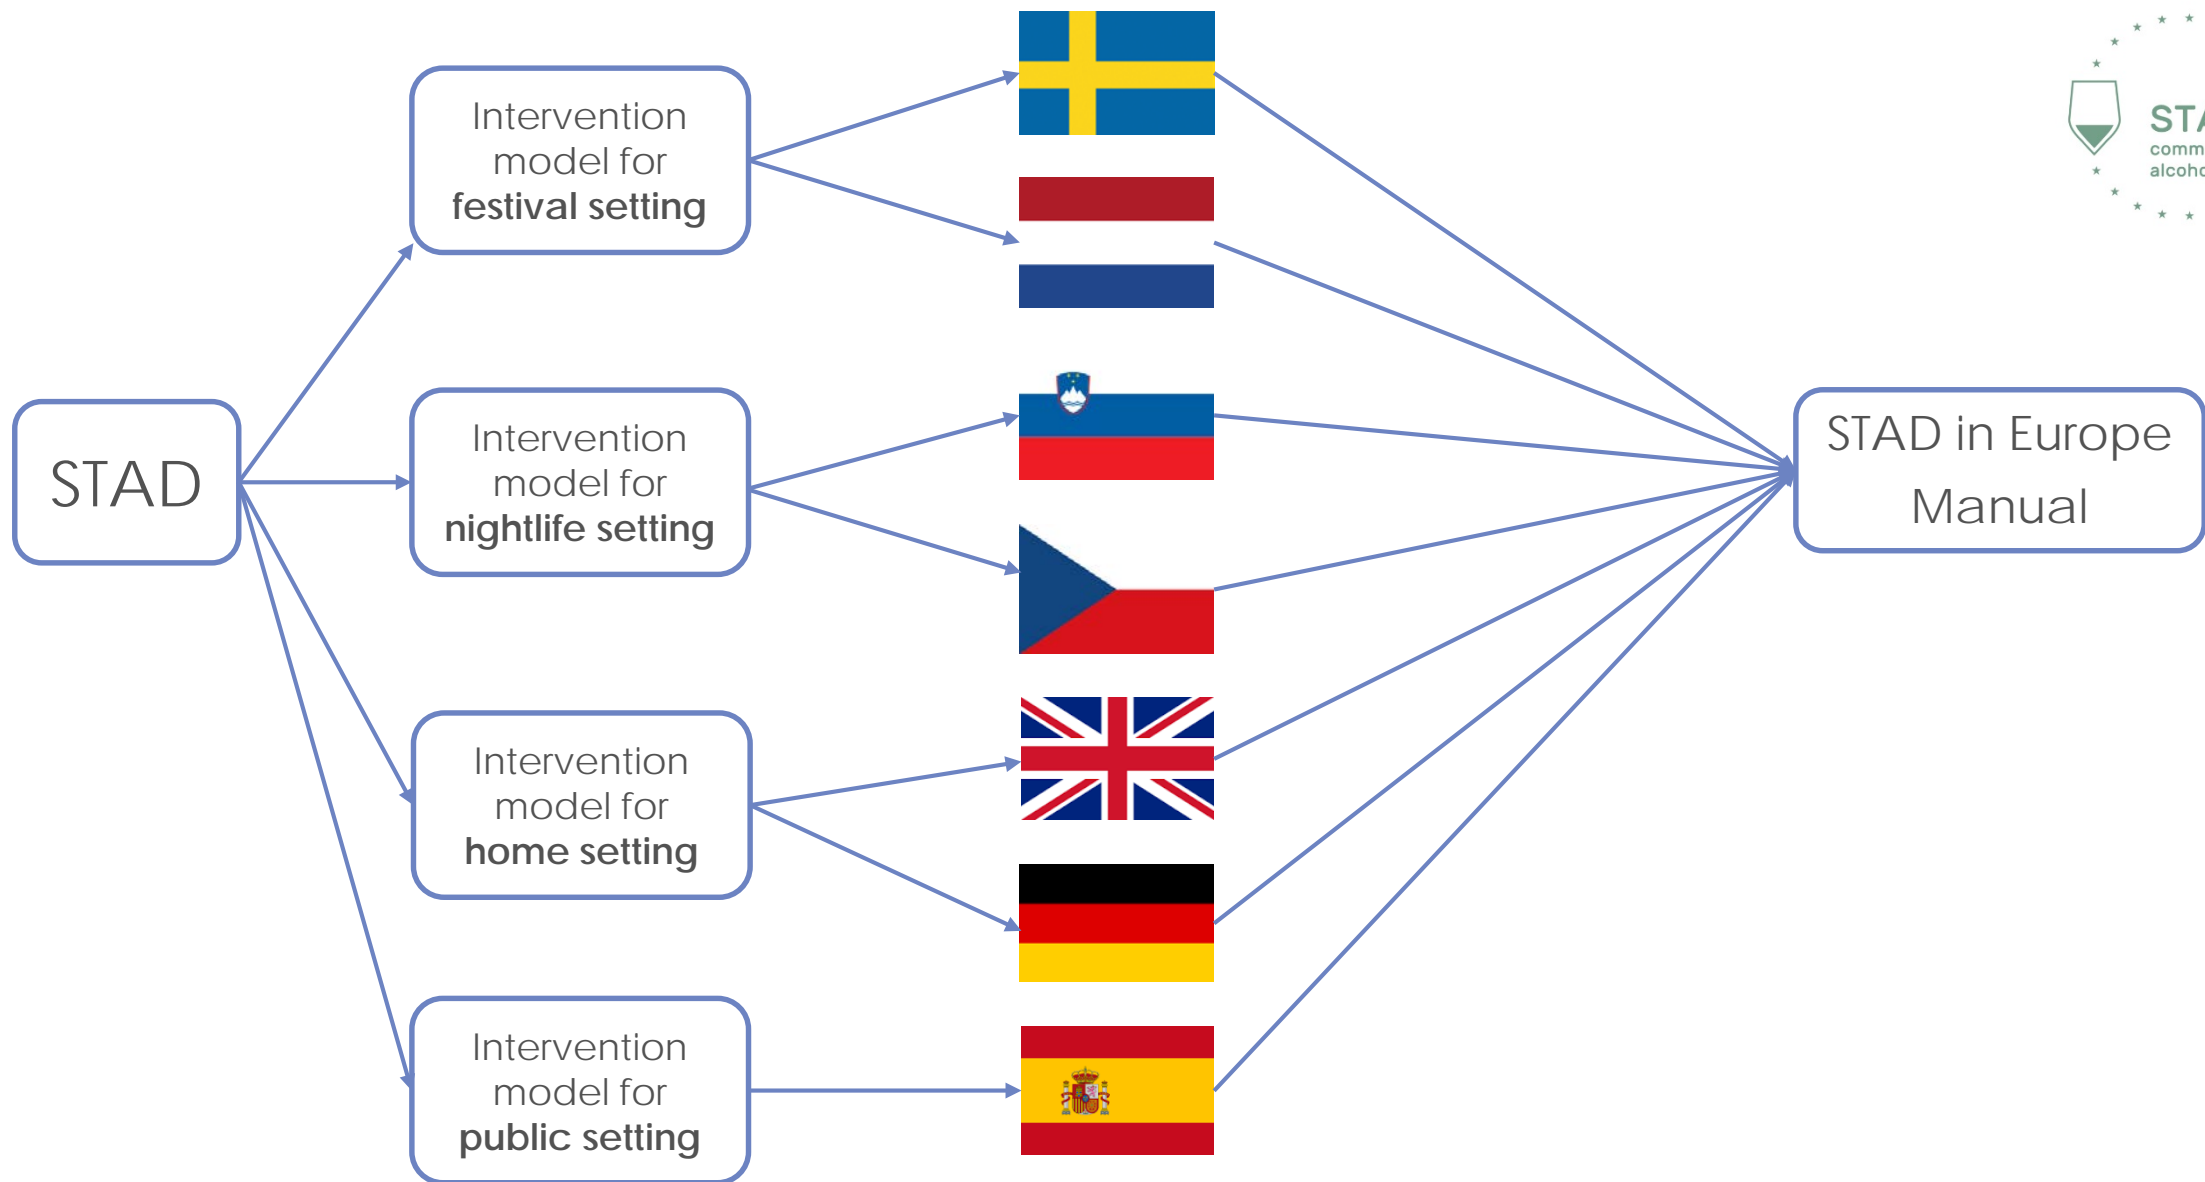 STAD
Intervention
model for
festival setting
Intervention
model for
nightlife setting
Intervention
model for
home setting
Intervention
model for
public setting
STAD in Europe
Manual